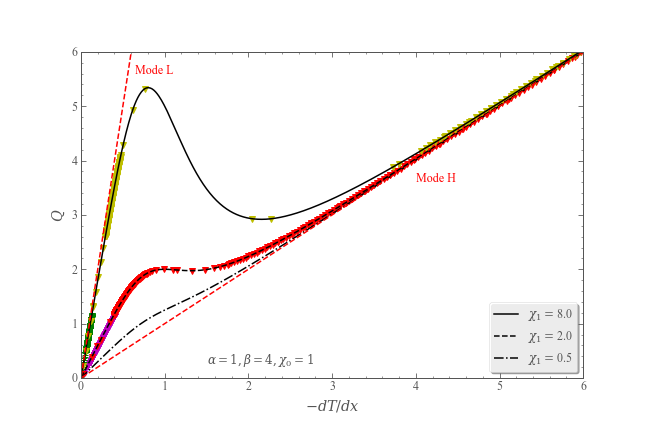 6
5
4
3
2
1
0
Q
Mode L
Mode H
α = 1, β = 4, χₒ = 1
χ₁ = 8.0
χ₁ = 2.0
χ₁ = 0.5
0 1 2 3 4 5 6
−dT/dx